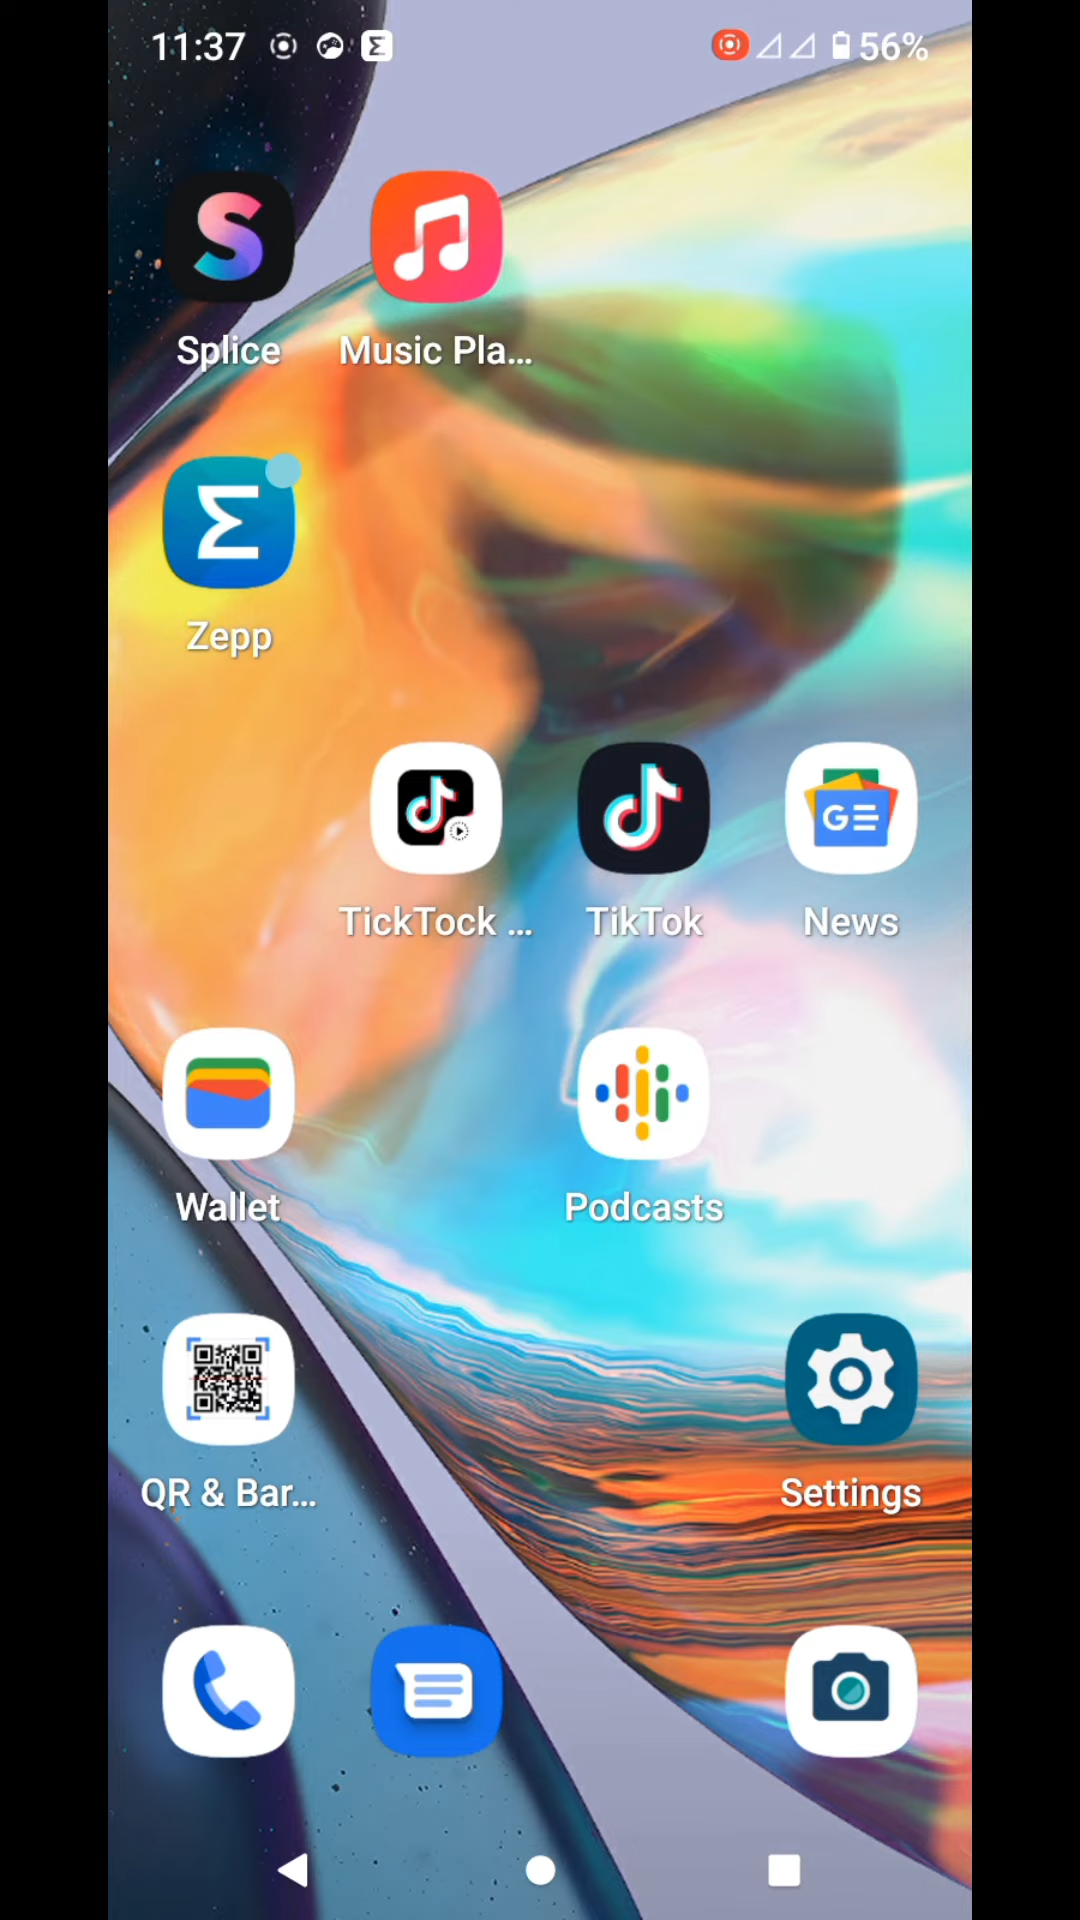 11:37 56%
Splice Music Pla...
Zepp
TickTock ... TikTok News
Wallet Podcasts
QR & Bar... Settings